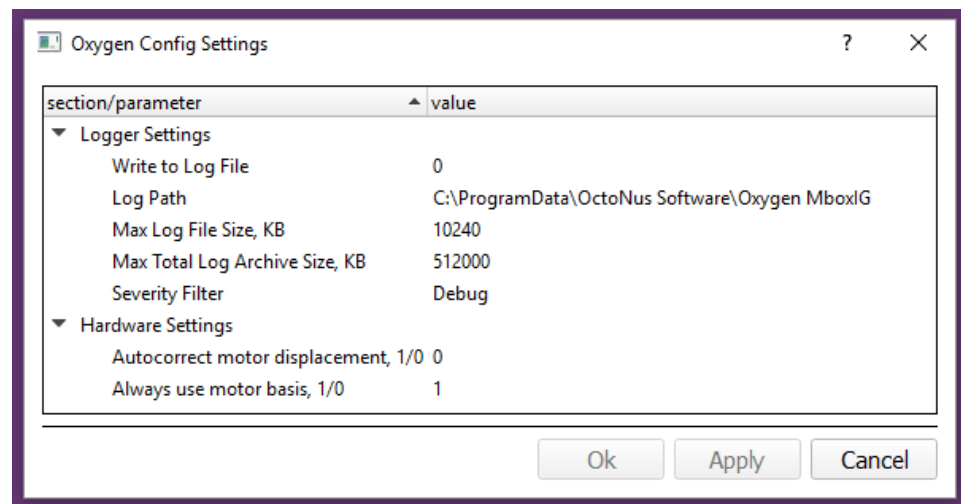 Oxygen Config Settings ?
section/parameter value
Logger Settings
Write to Log File 0
Log Path C:\ProgramData\OctoNus Software\Oxygen MboxIG
Max Log File Size, KB 10240
Max Total Log Archive Size, KB 512000
Severity Filter Debug
Hardware Settings
Autocorrect motor displacement, 1/0 0
Always use motor basis, 1/0 1
Ok Apply Cancel